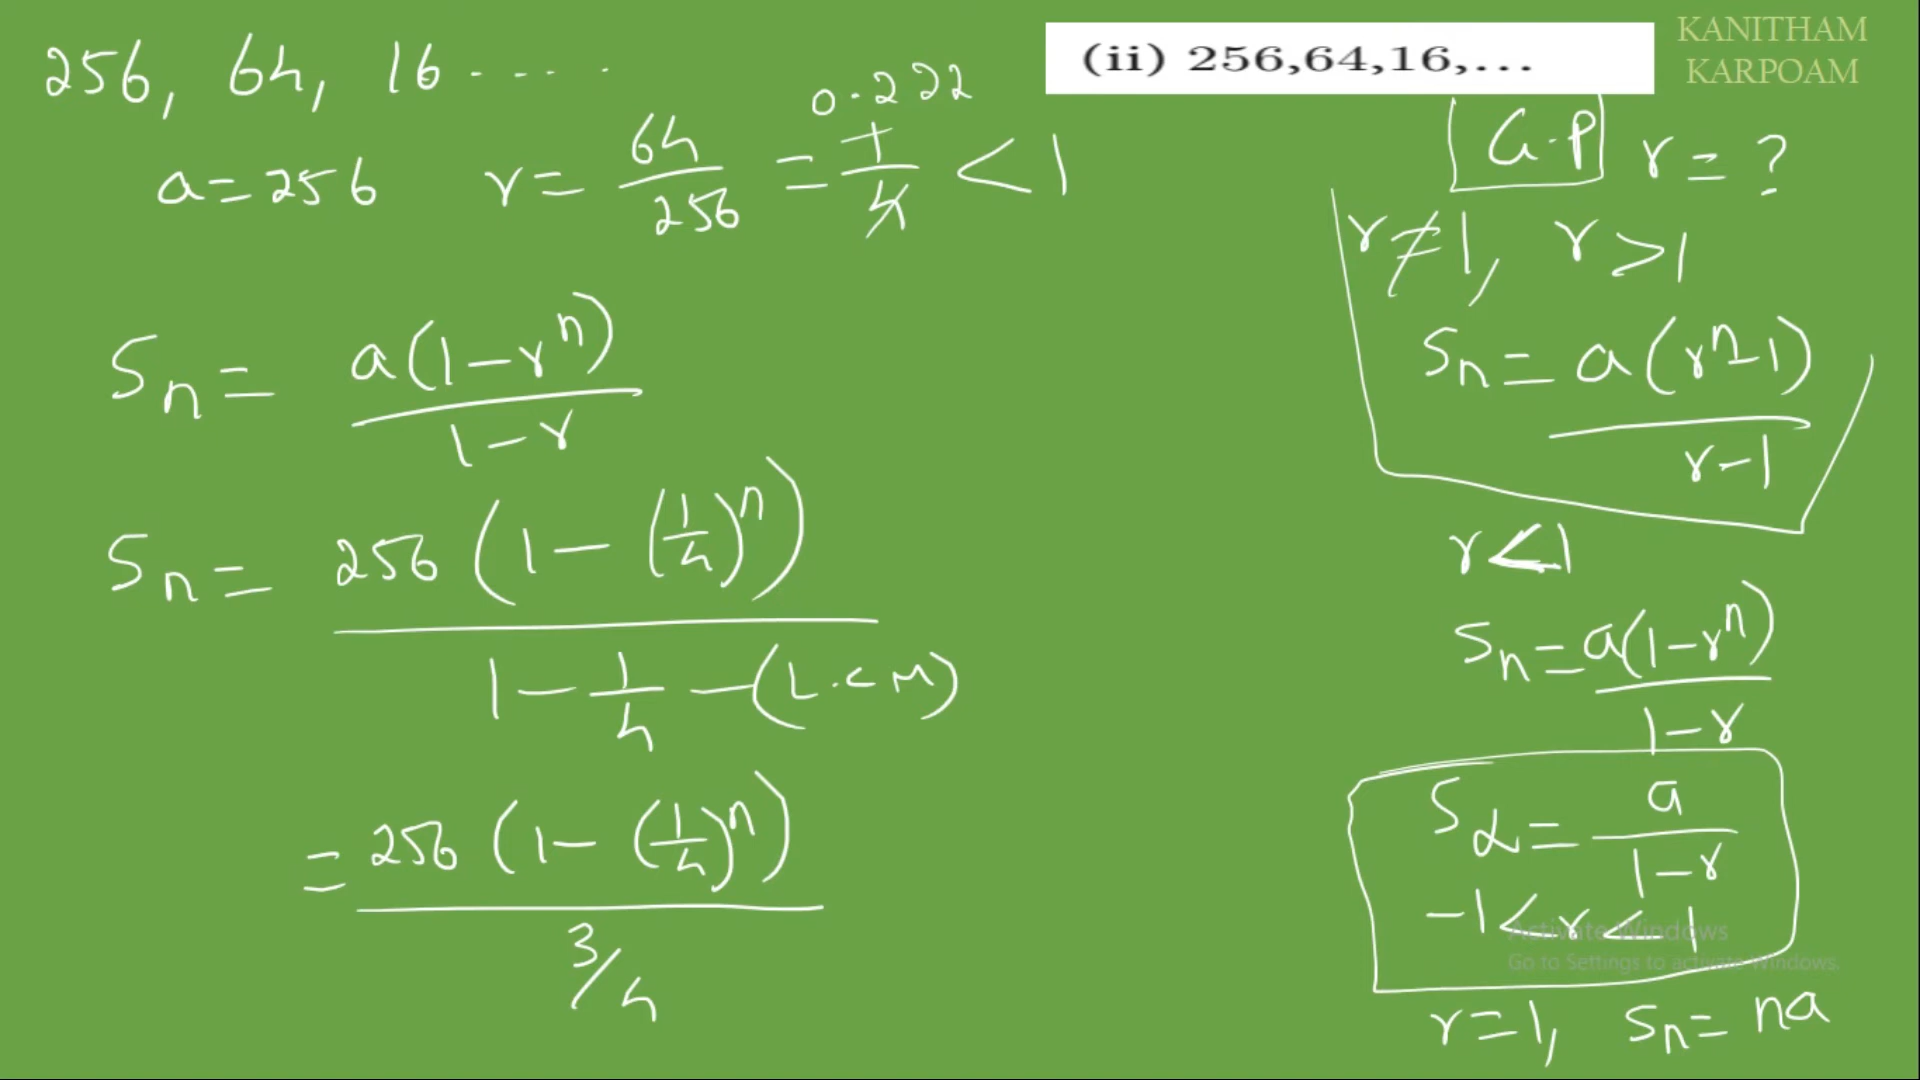 256, 64, 16 ....
(ii) 256,64,16,...
KANITHAM
KARPOAM
a = 256 r = 64/256 = 1/4 < 1
0.222
Sn = a(1-r^n)/1-r
Sn = 256(1-(1/4)^n)/1-1/4 -(L.CM)
= 256(1-(1/4)^n)/3/4
G.P r = ?
r ≠ 1, r > 1
Sn = a(r^n-1)/r-1
r < 1
Sn = a(1-r^n)/1-r
S∝ = a/1-r
-1 < r < 1
Activate Windows
Go to Settings to activate Windows.
r = 1, Sn = na